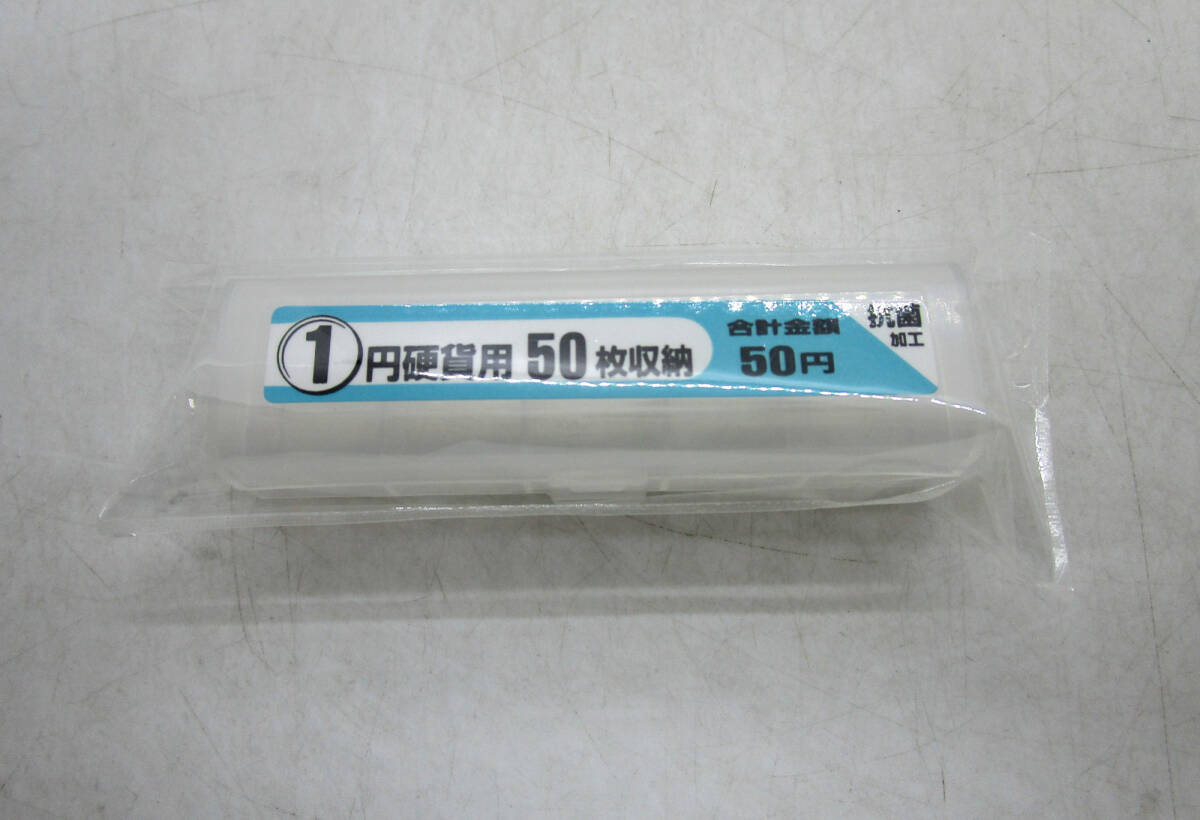 ①円硬貨用 50枚収納
合計金額
50円
抗菌
加工